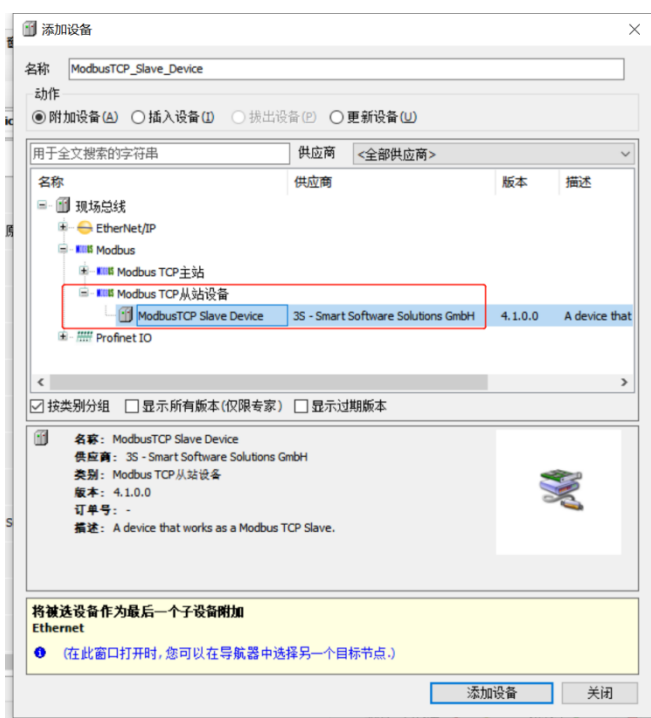 添加设备
名称 ModbusTCP_Slave_Device
动作
附加设备(A) 插入设备(I) 拔出设备(P) 更新设备(U)
用于全文搜索的字符串 供应商 <全部供应商>
名称 供应商 版本 描述
现场总线
EtherNet/IP
Modbus
Modbus TCP主站
Modbus TCP从站设备
ModbusTCP Slave Device 3S - Smart Software Solutions GmbH 4.1.0.0 A device that
Profinet IO
按类别分组 显示所有版本(仅限专家) 显示过期版本
名称: ModbusTCP Slave Device
供应商: 3S - Smart Software Solutions GmbH
类别: Modbus TCP从站设备
版本: 4.1.0.0
订单号: -
描述: A device that works as a Modbus TCP Slave.
将被选设备作为最后一个子设备附加
Ethernet
(在此窗口打开时,您可以在导航器中选择另一个目标节点.)
添加设备 关闭